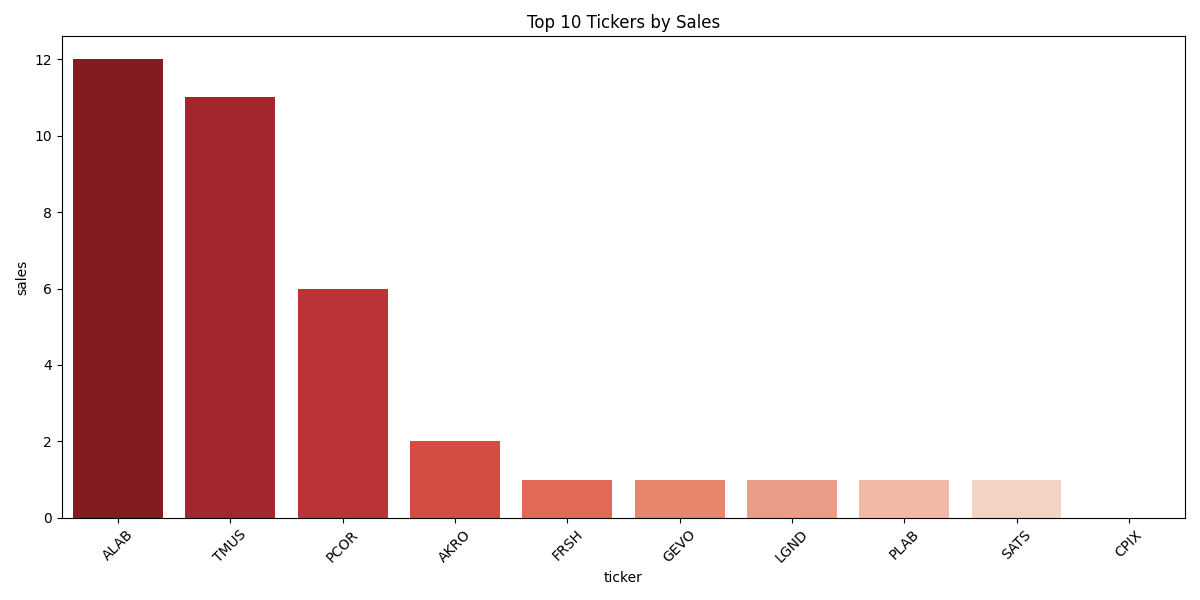 Top 10 Tickers by Sales
sales
12
10
8
6
4
2
0
ALAB
TMUS
PCOR
AKRO
FRSH
GEVO
LGND
PLAB
SATS
CPIX
ticker